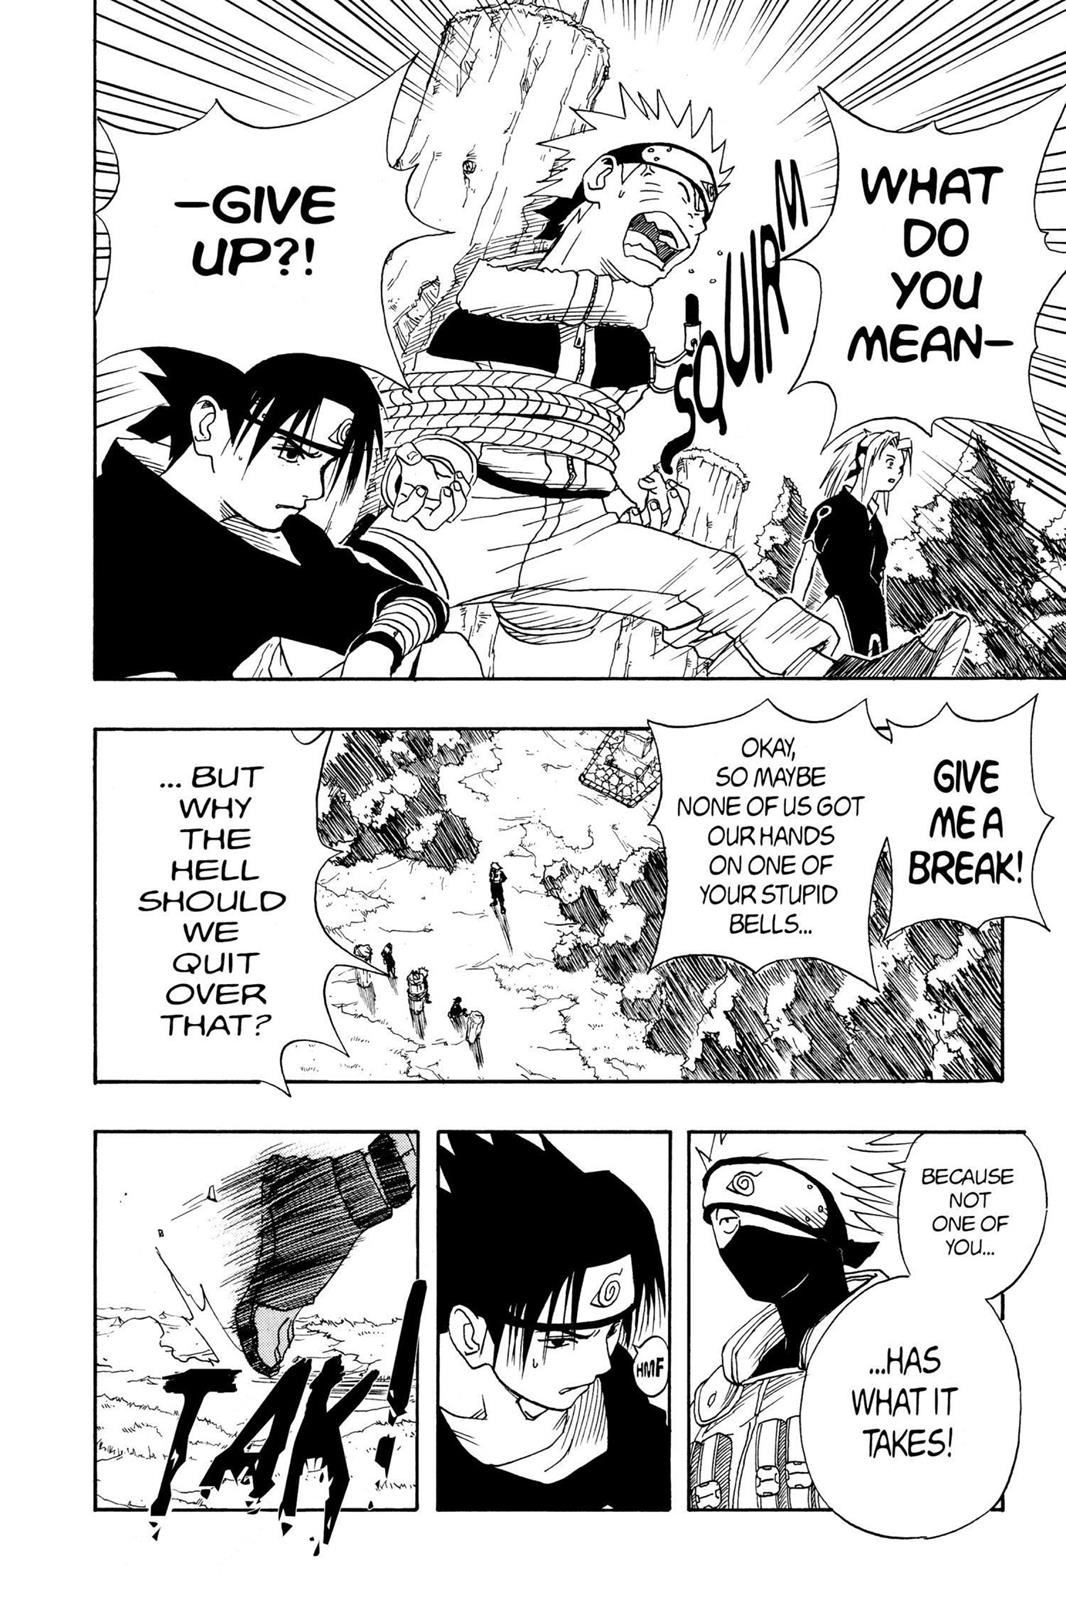 WHAT
DO
YOU
MEAN—
—GIVE
UP?!
SQUIRM
GIVE
ME A
BREAK!
OKAY,
SO MAYBE
NONE OF US GOT
OUR HANDS
ON ONE OF
YOUR STUPID
BELLS...
... BUT
WHY
THE
HELL
SHOULD
WE
QUIT
OVER
THAT?
BECAUSE
NOT
ONE OF
YOU...
...HAS
WHAT IT
TAKES!
HMF
TAK!